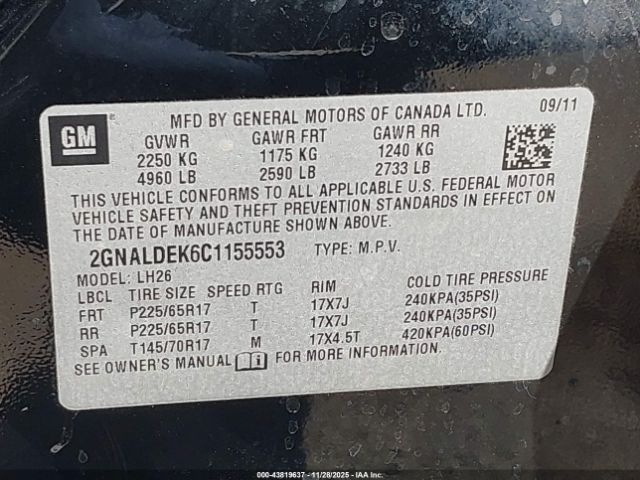 GM
MFD BY GENERAL MOTORS OF CANADA LTD. 09/11
GVWR GAWR FRT GAWR RR
2250 KG 1175 KG 1240 KG
4960 LB 2590 LB 2733 LB
THIS VEHICLE CONFORMS TO ALL APPLICABLE U.S. FEDERAL MOTOR
VEHICLE SAFETY AND THEFT PREVENTION STANDARDS IN EFFECT ON
THE DATE OF MANUFACTURE SHOWN ABOVE.
2GNALDEK6C1155553 TYPE: M.P.V.
MODEL: LH26
LBCL TIRE SIZE SPEED RTG RIM COLD TIRE PRESSURE
FRT P225/65R17 T 17X7J 240KPA(35PSI)
RR P225/65R17 T 17X7J 240KPA(35PSI)
SPA T145/70R17 M 17X4.5T 420KPA(60PSI)
SEE OWNER'S MANUAL FOR MORE INFORMATION.
000-43819637 - 11/28/2025 - IAA Inc.